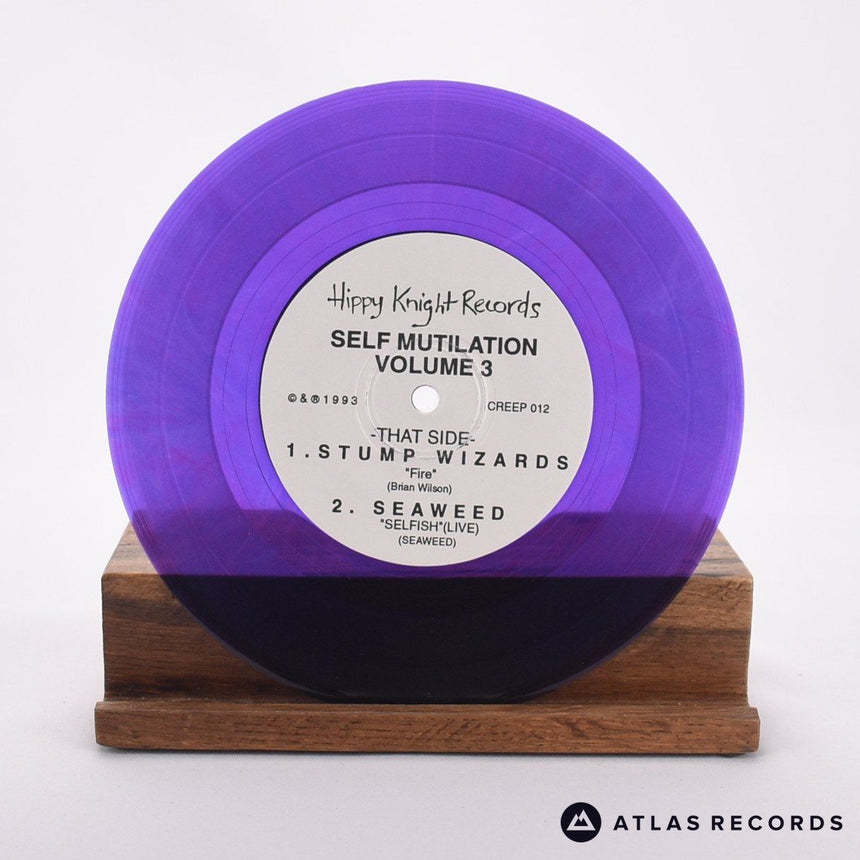 Hippy Knight Records
SELF MUTILATION
VOLUME 3
©&®1993
CREEP 012
-THAT SIDE-
1.STUMP WIZARDS
"Fire"
(Brian Wilson)
2. SEAWEED
"SELFISH"(LIVE)
(SEAWEED)
ATLAS RECORDS